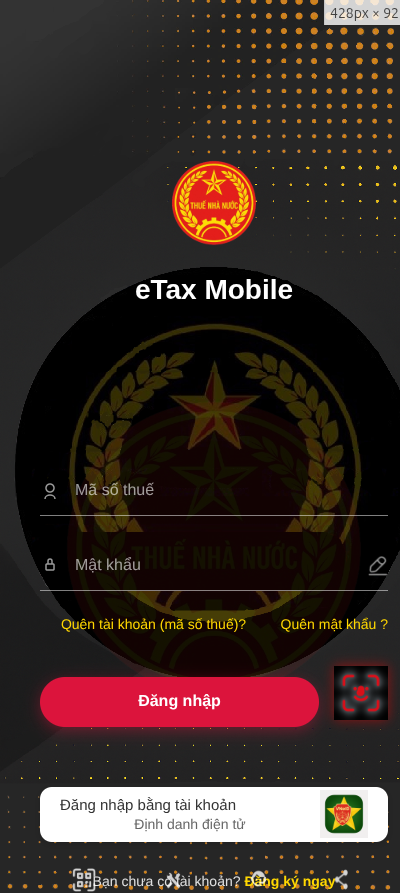 428px × 92
THUẾ NHÀ NƯỚC
eTax Mobile
Mã số thuế
THUẾ NHÀ NƯỚC
Mật khẩu
Quên tài khoản (mã số thuế)? Quên mật khẩu ?
Đăng nhập
Đăng nhập bằng tài khoản
Định danh điện tử
Bạn chưa có tài khoản? Đăng ký ngay